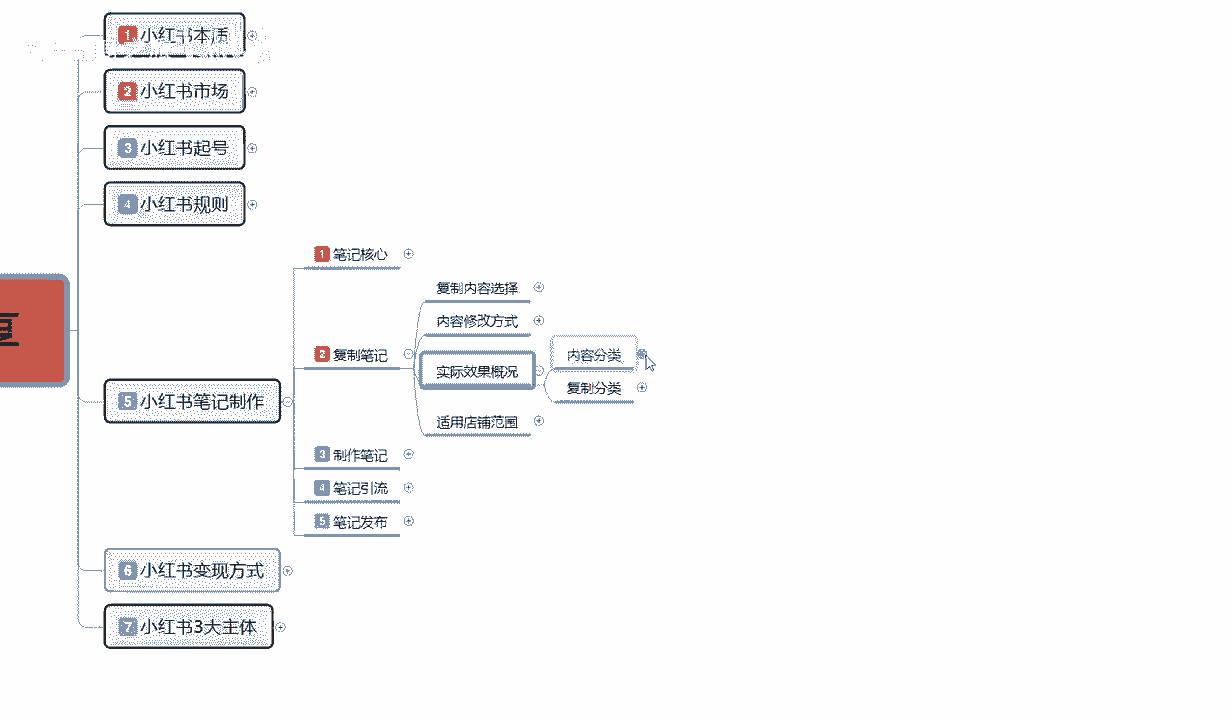 1 小红书本质
2 小红书市场
3 小红书起号
4 小红书规则
5 小红书笔记制作
1 笔记核心
2 复制笔记
复制内容选择
内容修改方式
实际效果概况
内容分类
复制分类
适用店铺范围
3 制作笔记
4 笔记引流
5 笔记发布
6 小红书变现方式
7 小红书3大主体